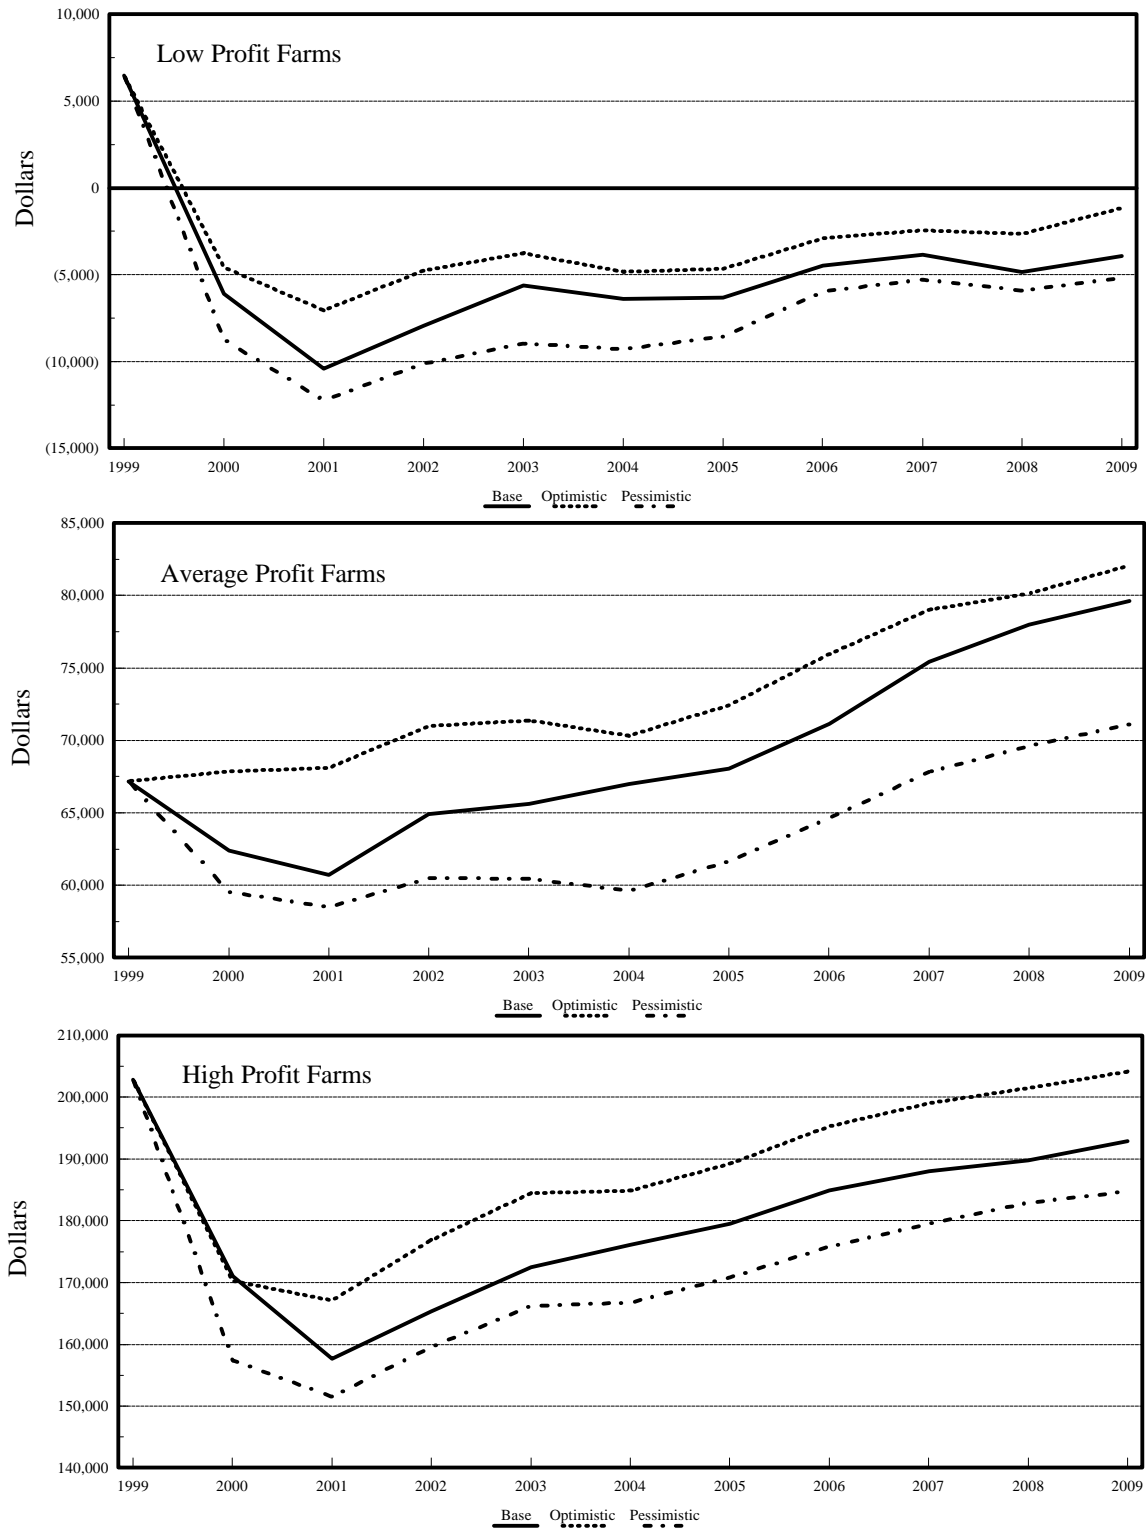 10,000
Low Profit Farms
5,000
Dollars
0
(5,000)
(10,000)
(15,000)
1999 2000 2001 2002 2003 2004 2005 2006 2007 2008 2009
Base Optimistic Pessimistic
85,000
Average Profit Farms
80,000
75,000
Dollars
70,000
65,000
60,000
55,000
1999 2000 2001 2002 2003 2004 2005 2006 2007 2008 2009
Base Optimistic Pessimistic
210,000
High Profit Farms
200,000
190,000
Dollars
180,000
170,000
160,000
150,000
140,000
1999 2000 2001 2002 2003 2004 2005 2006 2007 2008 2009
Base Optimistic Pessimistic